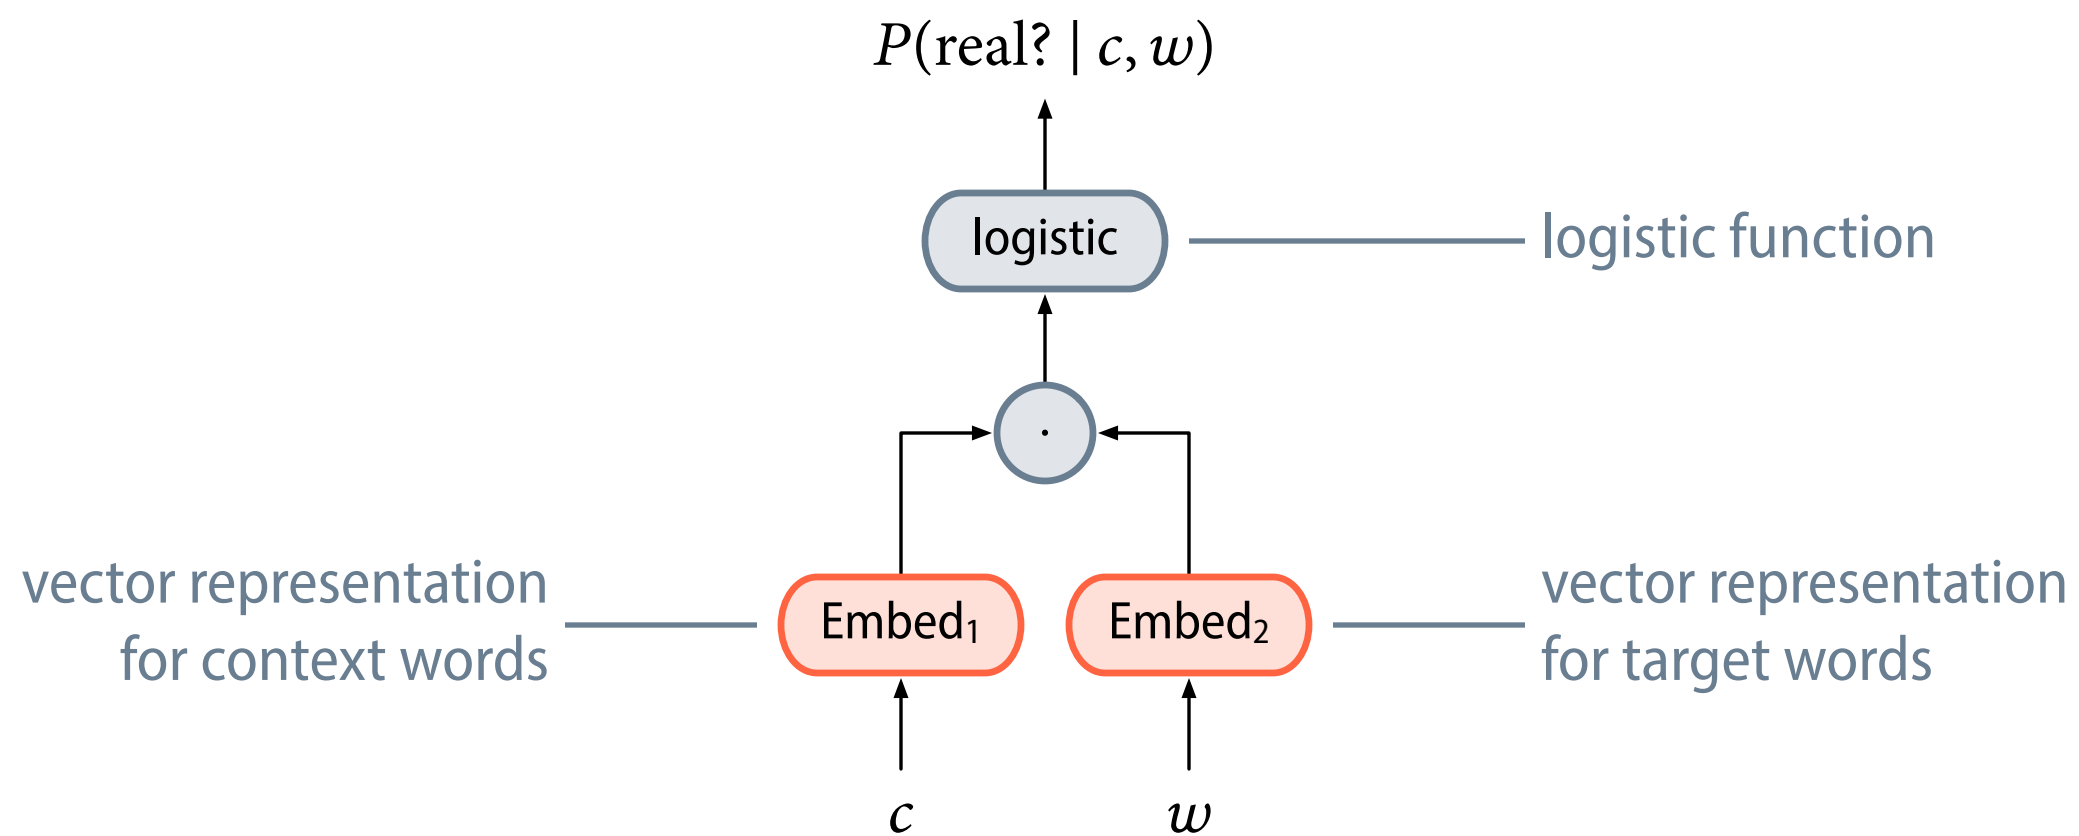 P(real? | c, w)
logistic
logistic function
·
vector representation
for context words
Embed₁
Embed₂
vector representation
for target words
c
w